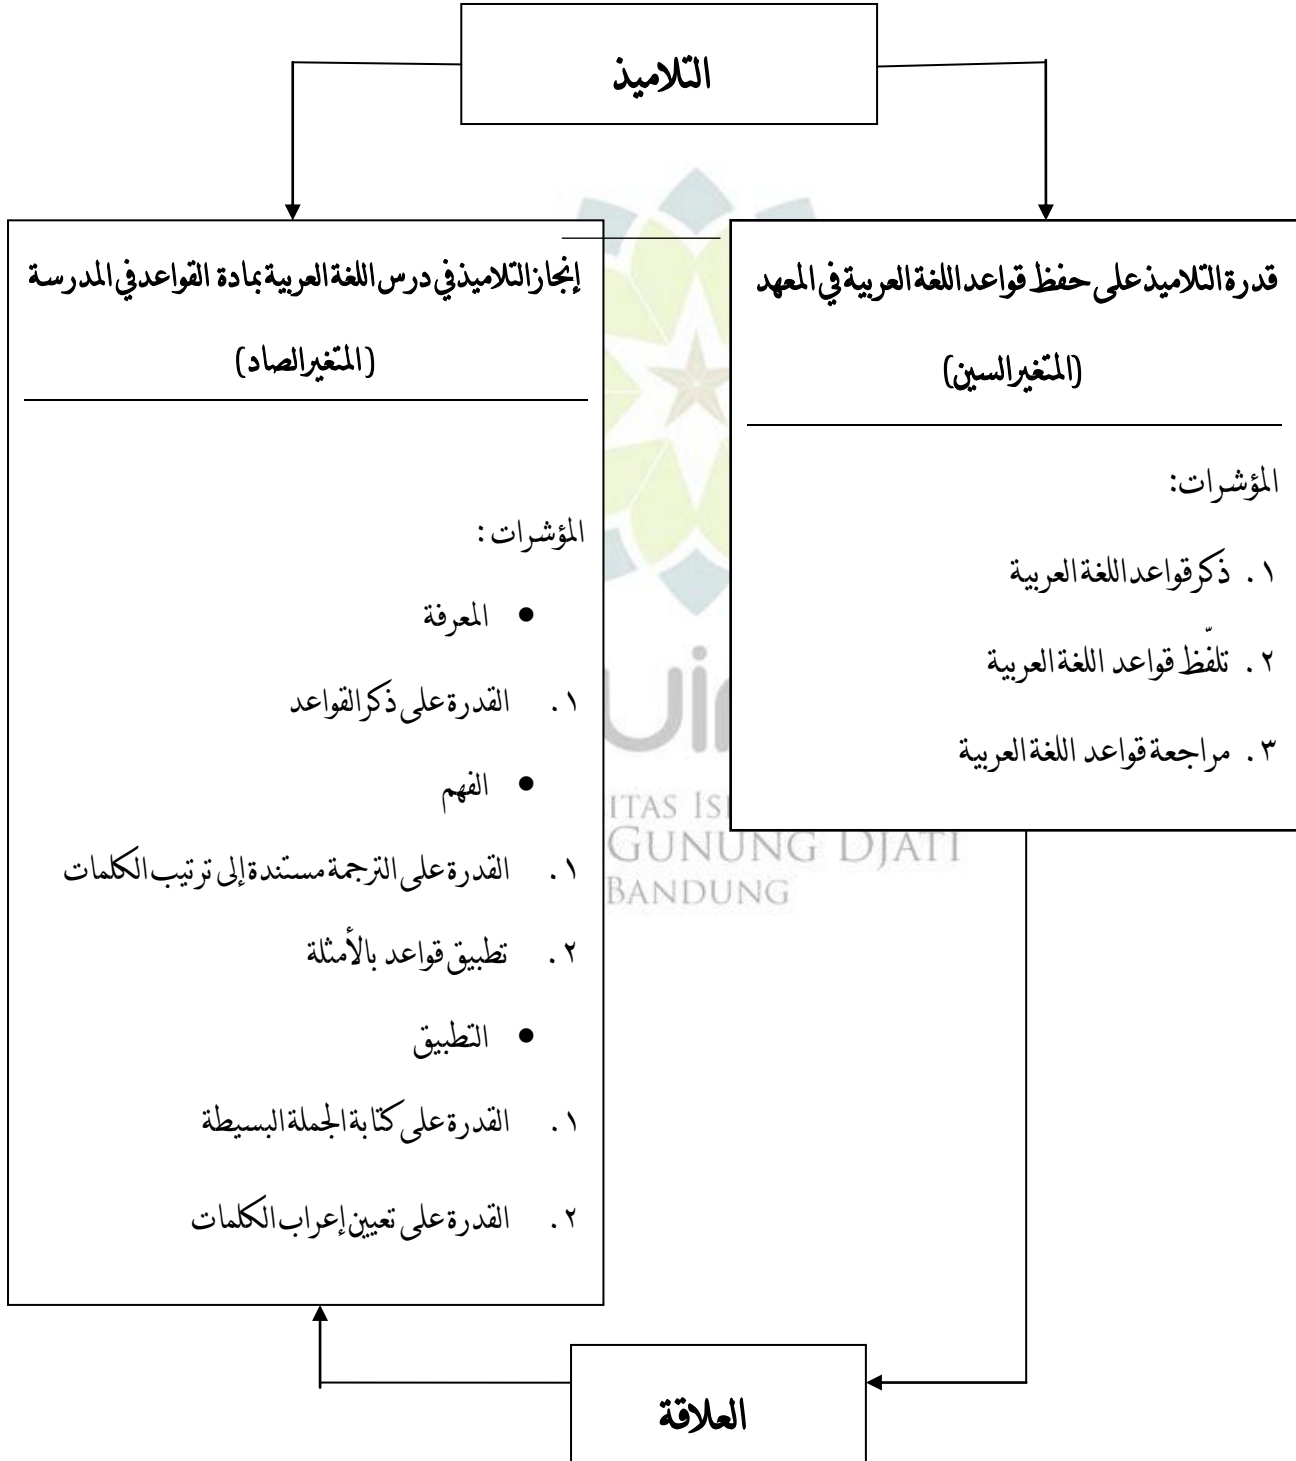 التلاميذ
قدرة التلاميذ على حفظ قواعد اللغة العربية في المعهد
(المتغير السين)
المؤشرات:
١. ذكر قواعد اللغة العربية
٢. تلفّظ قواعد اللغة العربية
٣. مراجعة قواعد اللغة العربية
إنجاز التلاميذ في درس اللغة العربية بمادة القواعد في المدرسة
(المتغير الصاد)
المؤشرات:
• المعرفة
١. القدرة على ذكر القواعد
• الفهم
١. القدرة على الترجمة مستندة إلى ترتيب الكلمات
٢. تطبيق قواعد بالأمثلة
• التطبيق
١. القدرة على كتابة الجملة البسيطة
٢. القدرة على تعيين إعراب الكلمات
GUNUNG DJATI
BANDUNG
العلاقة